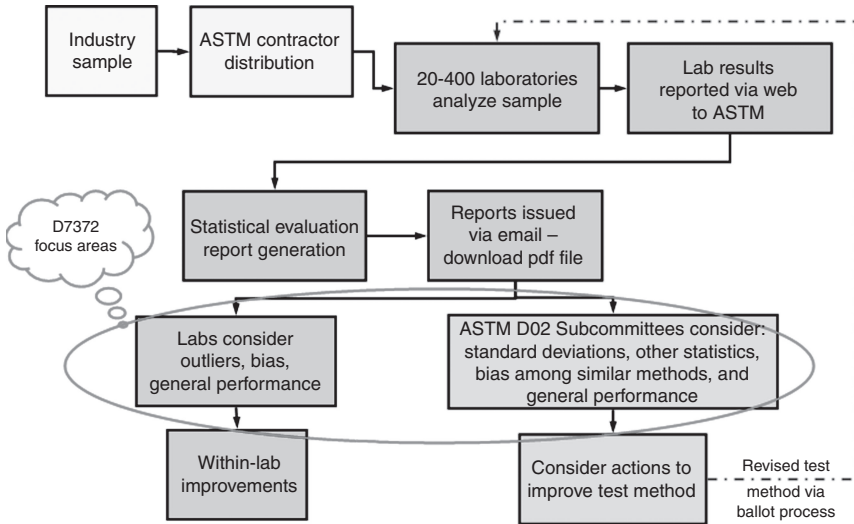 Industry
sample
ASTM contractor
distribution
20-400 laboratories
analyze sample
Lab results
reported via web
to ASTM
D7372
focus areas
Statistical evaluation
report generation
Reports issued
via email –
download pdf file
Labs consider
outliers, bias,
general performance
ASTM D02 Subcommittees consider:
standard deviations, other statistics,
bias among similar methods, and
general performance
Within-lab
improvements
Consider actions to
improve test method
Revised test
method via
ballot process